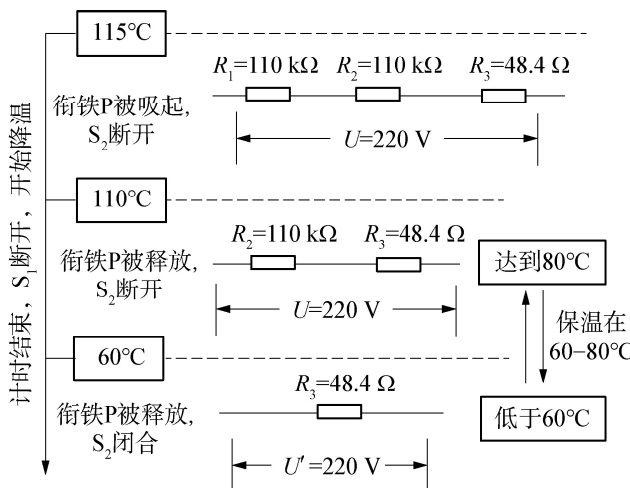 115℃
R₁=110 kΩ R₂=110 kΩ R₃=48.4 Ω
衔铁P被吸起,
S₂断开
U=220 V
计时结束，S₁断开，开始降温
110℃
R₂=110 kΩ R₃=48.4 Ω
衔铁P被释放,
S₂断开
U=220 V
达到80℃
保温在
60-80℃
60℃
R₃=48.4 Ω
衔铁P被释放,
S₂闭合
低于60℃
U′=220 V